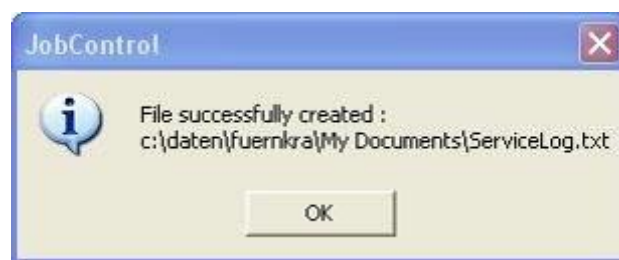 JobControl
File successfully created :
c:\daten\fuernkra\My Documents\ServiceLog.txt
OK